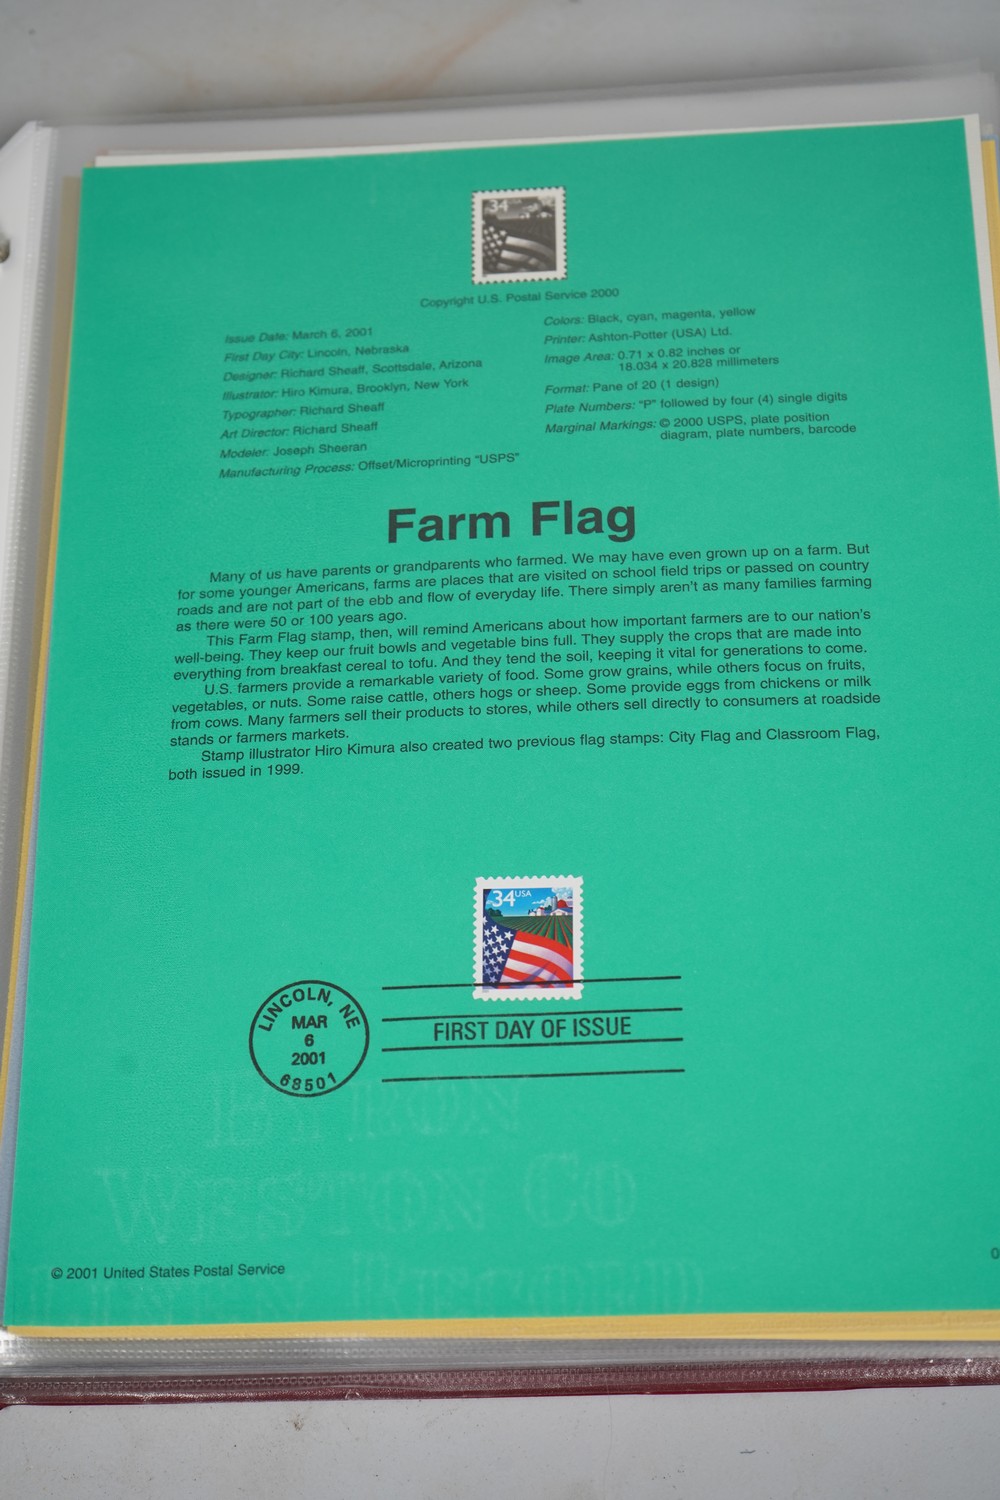 34 USA
Copyright U.S. Postal Service 2000
Issue Date: March 6, 2001
First Day City: Lincoln, Nebraska
Designer: Richard Sheaff, Scottsdale, Arizona
Illustrator: Hiro Kimura, Brooklyn, New York
Typographer: Richard Sheaff
Art Director: Richard Sheaff
Modeler: Joseph Sheeran
Manufacturing Process: Offset/Microprinting "USPS"
Colors: Black, cyan, magenta, yellow
Printer: Ashton-Potter (USA) Ltd.
Image Area: 0.71 x 0.82 inches or
18.034 x 20.828 millimeters
Format: Pane of 20 (1 design)
Plate Numbers: "P" followed by four (4) single digits
Marginal Markings: © 2000 USPS, plate position
diagram, plate numbers, barcode
Farm Flag
Many of us have parents or grandparents who farmed. We may have even grown up on a farm. But
for some younger Americans, farms are places that are visited on school field trips or passed on country
roads and are not part of the ebb and flow of everyday life. There simply aren't as many families farming
as there were 50 or 100 years ago.
This Farm Flag stamp, then, will remind Americans about how important farmers are to our nation's
well-being. They keep our fruit bowls and vegetable bins full. They supply the crops that are made into
everything from breakfast cereal to tofu. And they tend the soil, keeping it vital for generations to come.
U.S. farmers provide a remarkable variety of food. Some grow grains, while others focus on fruits,
vegetables, or nuts. Some raise cattle, others hogs or sheep. Some provide eggs from chickens or milk
from cows. Many farmers sell their products to stores, while others sell directly to consumers at roadside
stands or farmers markets.
Stamp illustrator Hiro Kimura also created two previous flag stamps: City Flag and Classroom Flag,
both issued in 1999.
34 USA
LINCOLN, NE
MAR
6
2001
68501
FIRST DAY OF ISSUE
BYRON
WESTON CO
LINEN RECORD
© 2001 United States Postal Service
0